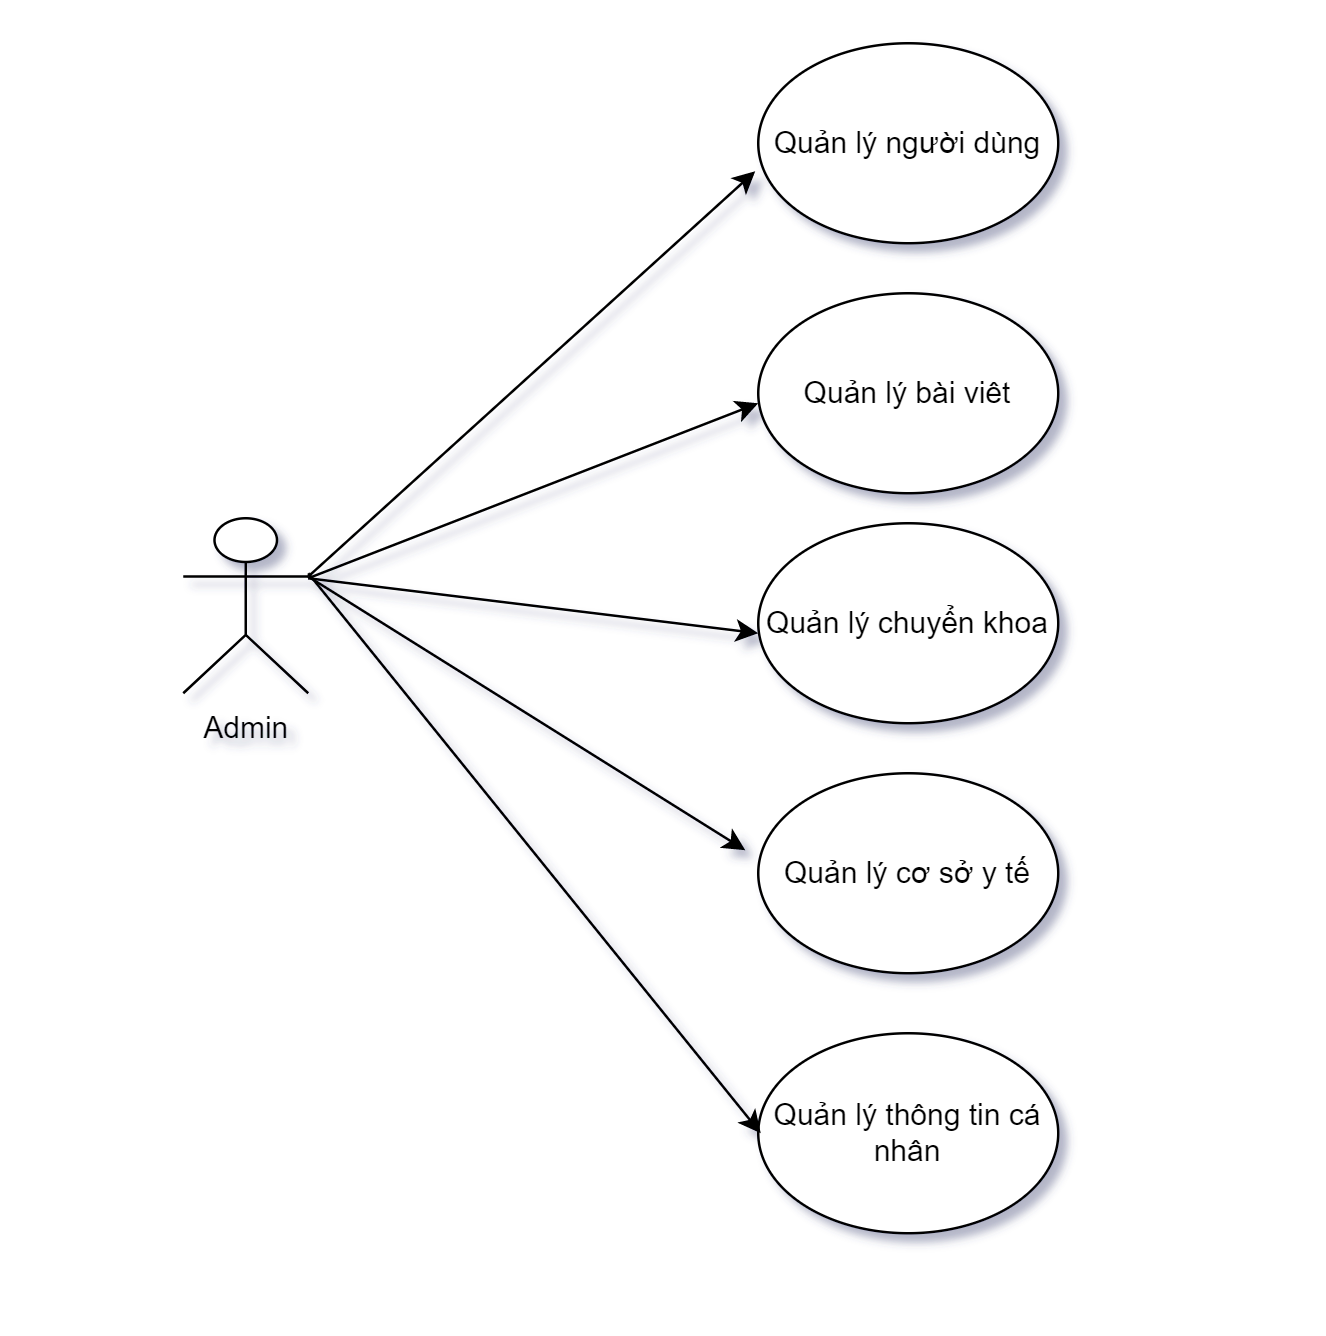 Quản lý người dùng
Quản lý bài viêt
Quản lý chuyển khoa
Admin
Quản lý cơ sở y tế
Quản lý thông tin cá
nhân